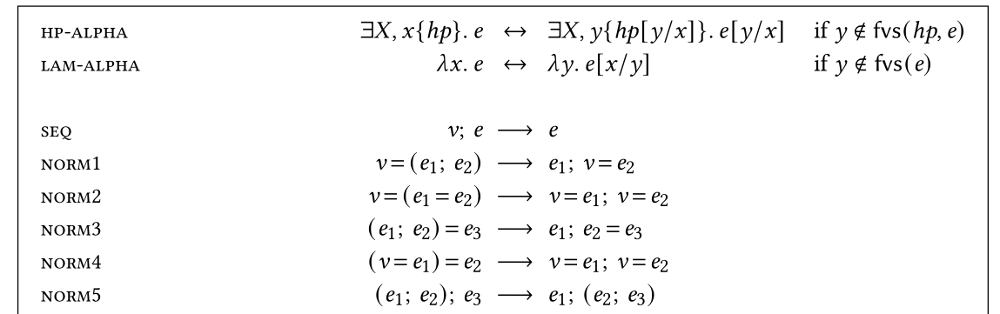 HP-ALPHA ∃X, x{hp}. e ↔ ∃X, y{hp[y/x]}. e[y/x] if y ∉ fvs(hp, e)
LAM-ALPHA λx. e ↔ λy. e[x/y] if y ∉ fvs(e)
SEQ v; e ⟶ e
NORM1 v = (e₁; e₂) ⟶ e₁; v = e₂
NORM2 v = (e₁ = e₂) ⟶ v = e₁; v = e₂
NORM3 (e₁; e₂) = e₃ ⟶ e₁; e₂ = e₃
NORM4 (v = e₁) = e₂ ⟶ v = e₁; v = e₂
NORM5 (e₁; e₂); e₃ ⟶ e₁; (e₂; e₃)